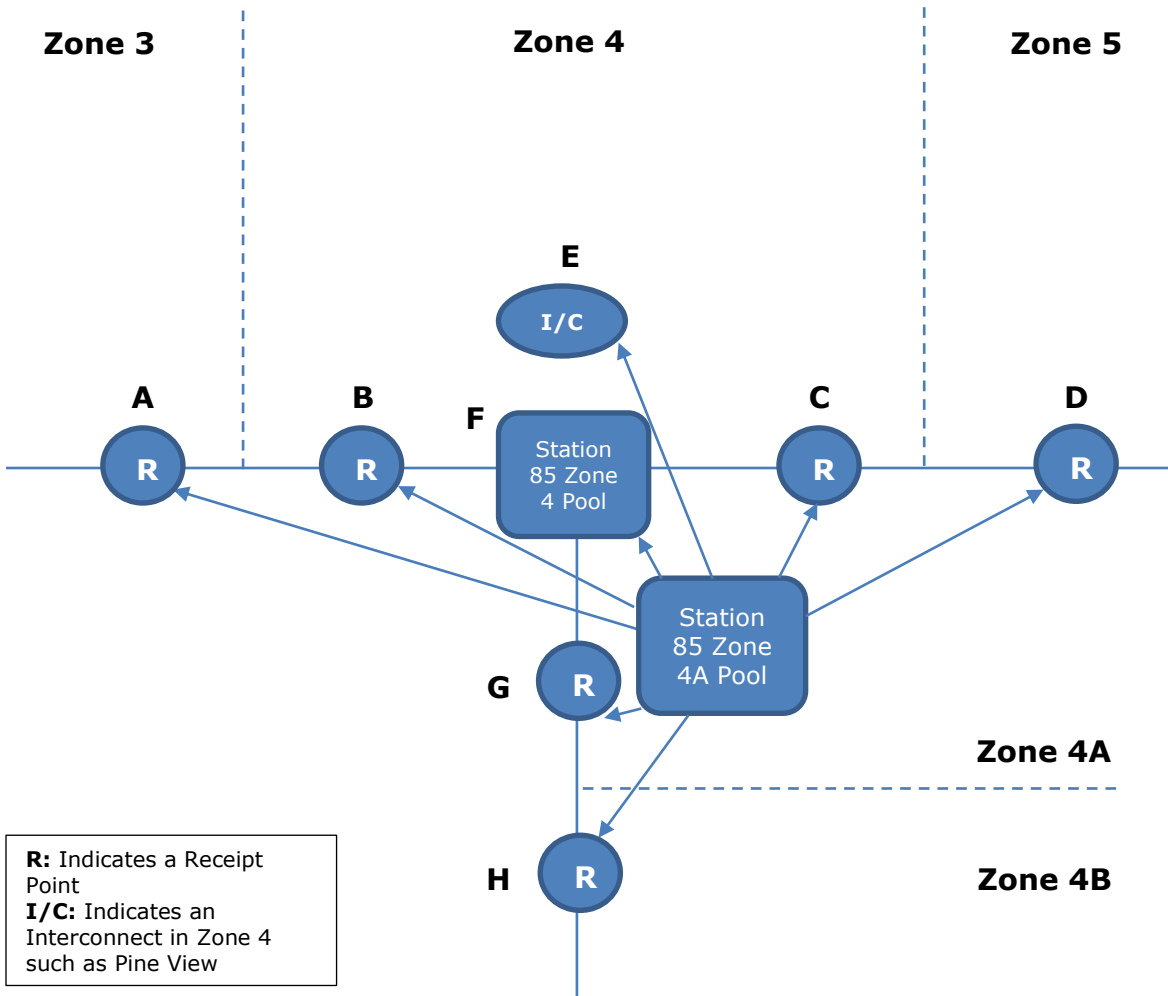 Zone 3
Zone 4
Zone 5
E
I/C
A
B
F
C
D
R
R
Station
85 Zone
4 Pool
R
R
Station
85 Zone
4A Pool
G
R
Zone 4A
H
R
Zone 4B
R: Indicates a Receipt
Point
I/C: Indicates an
Interconnect in Zone 4
such as Pine View